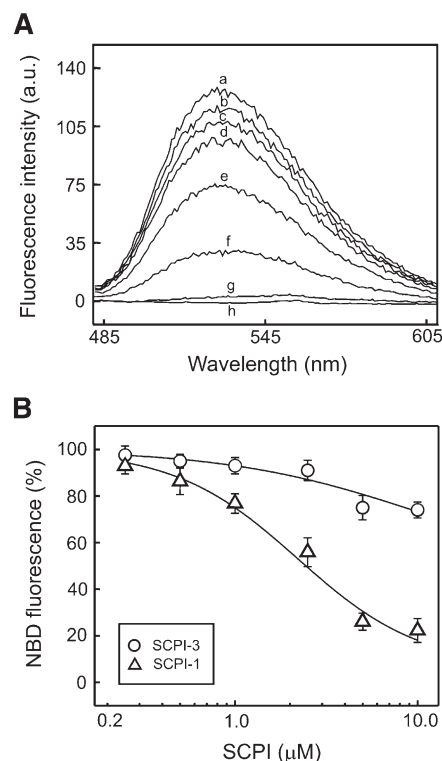 A
Fluorescence intensity (a.u.)
140
105
75
35
0
a
b
c
d
e
f
g
h
485
545
605
Wavelength (nm)
B
NBD fluorescence (%)
100
80
60
40
20
0
SCPI-3
SCPI-1
0.2
1.0
10.0
SCPI (µM)